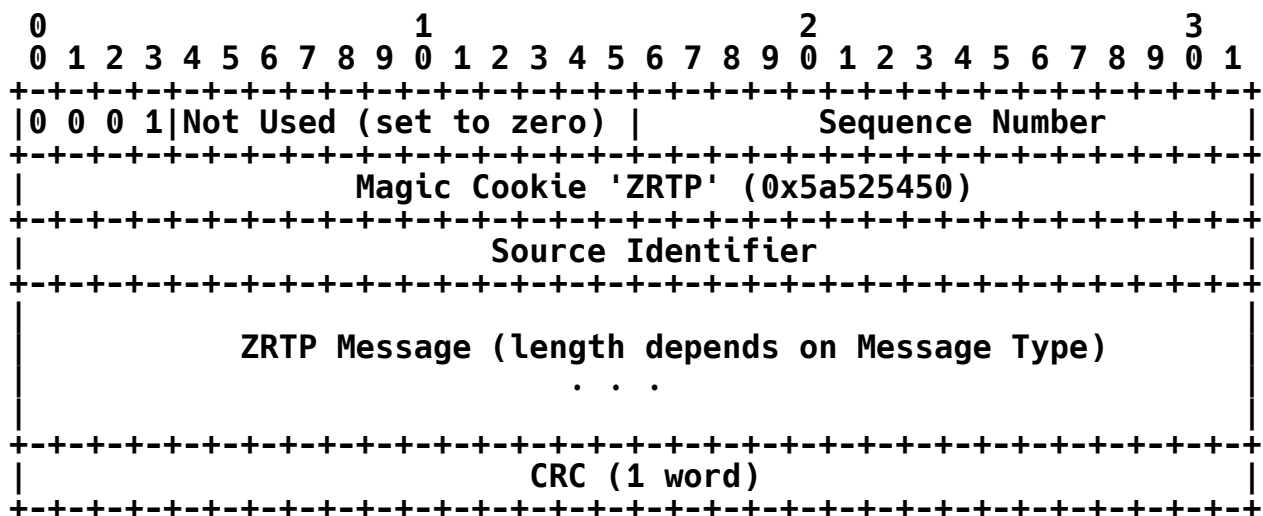 0                   1                   2                   3
 0 1 2 3 4 5 6 7 8 9 0 1 2 3 4 5 6 7 8 9 0 1 2 3 4 5 6 7 8 9 0 1
+-+-+-+-+-+-+-+-+-+-+-+-+-+-+-+-+-+-+-+-+-+-+-+-+-+-+-+-+-+-+-+-+
|0 0 0 1|Not Used (set to zero) |         Sequence Number       |
+-+-+-+-+-+-+-+-+-+-+-+-+-+-+-+-+-+-+-+-+-+-+-+-+-+-+-+-+-+-+-+-+
|                 Magic Cookie 'ZRTP' (0x5a525450)              |
+-+-+-+-+-+-+-+-+-+-+-+-+-+-+-+-+-+-+-+-+-+-+-+-+-+-+-+-+-+-+-+-+
|                        Source Identifier                      |
+-+-+-+-+-+-+-+-+-+-+-+-+-+-+-+-+-+-+-+-+-+-+-+-+-+-+-+-+-+-+-+-+
|                                                               |
|           ZRTP Message (length depends on Message Type)       |
|                            . . .                              |
|                                                               |
+-+-+-+-+-+-+-+-+-+-+-+-+-+-+-+-+-+-+-+-+-+-+-+-+-+-+-+-+-+-+-+-+
|                          CRC (1 word)                         |
+-+-+-+-+-+-+-+-+-+-+-+-+-+-+-+-+-+-+-+-+-+-+-+-+-+-+-+-+-+-+-+-+